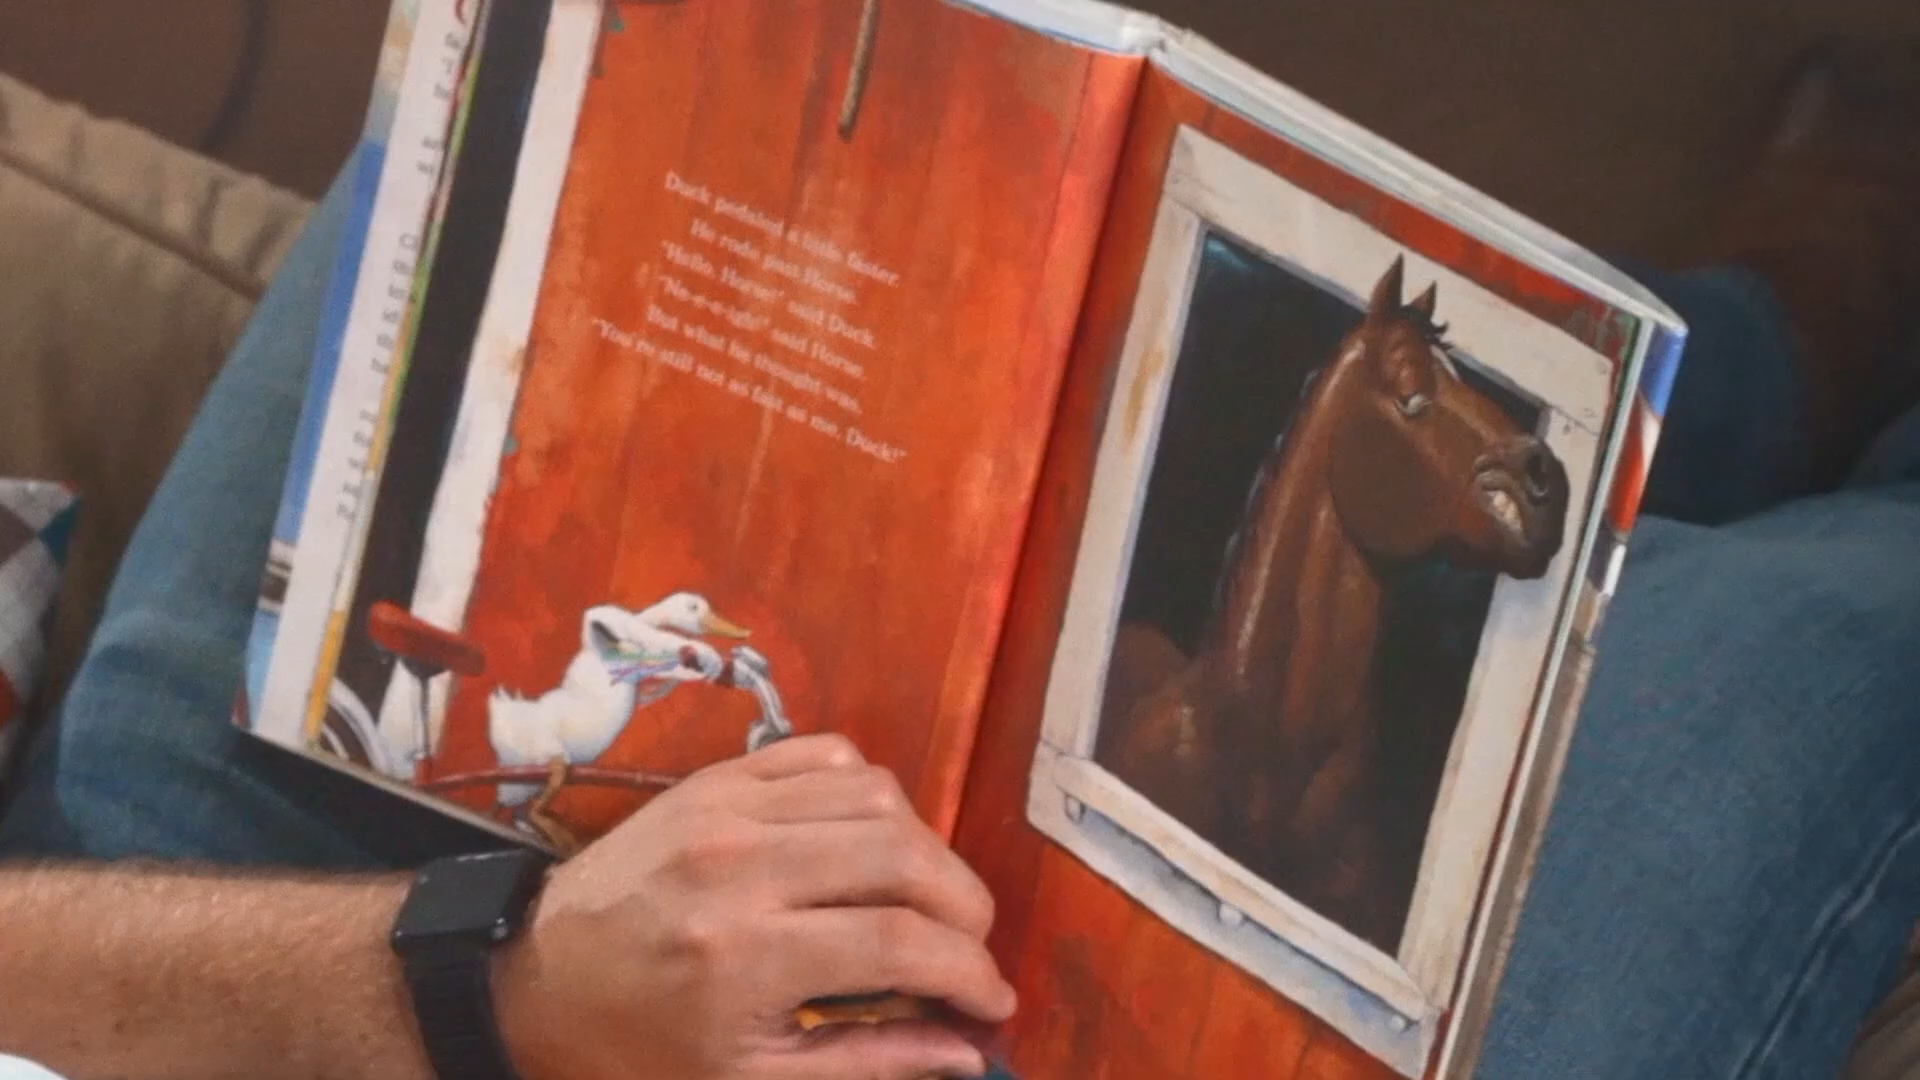 Duck pedaled a little faster.
He rode past Horse.
"Hello, Horse!" said Duck.
"Ne-e-e-igh!" said Horse.
But what he thought was,
"You're still not as fast as me, Duck!"